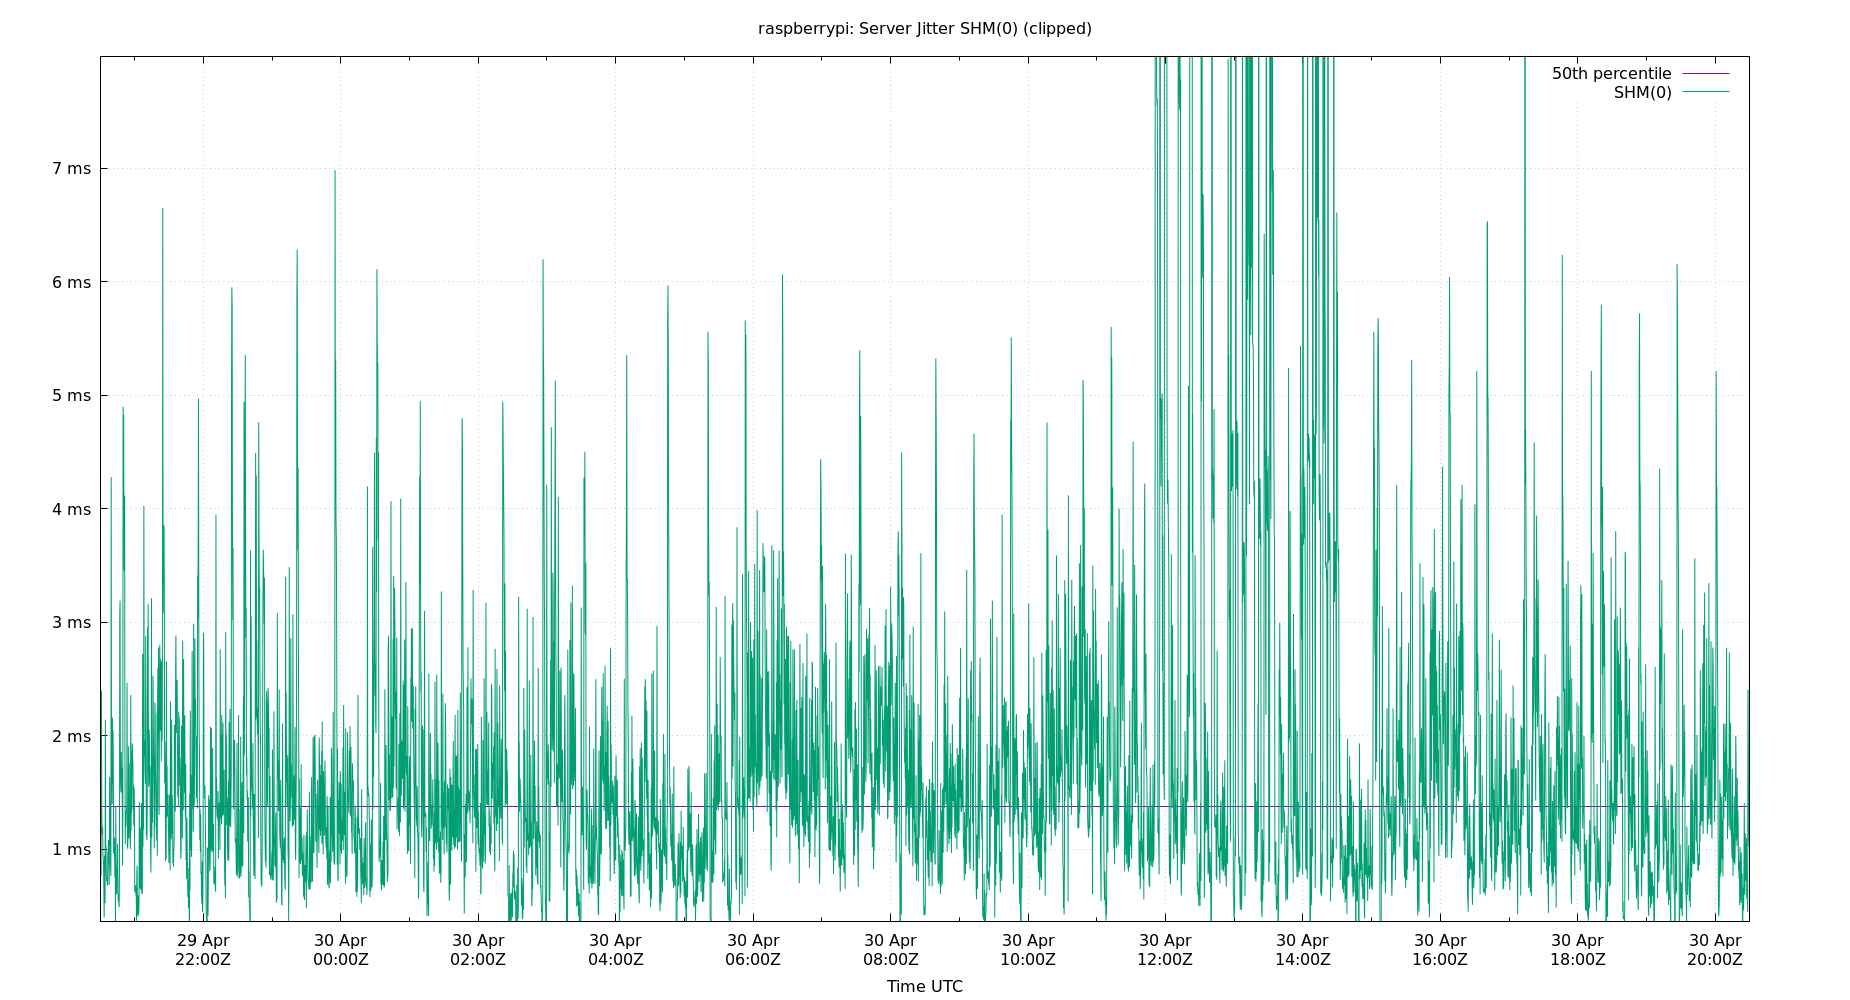 raspberrypi: Server Jitter SHM(0) (clipped)
50th percentile
SHM(0)
7 ms
6 ms
5 ms
4 ms
3 ms
2 ms
1 ms
29 Apr 30 Apr 30 Apr 30 Apr 30 Apr 30 Apr 30 Apr 30 Apr 30 Apr 30 Apr 30 Apr 30 Apr
22:00Z 00:00Z 02:00Z 04:00Z 06:00Z 08:00Z 10:00Z 12:00Z 14:00Z 16:00Z 18:00Z 20:00Z
Time UTC